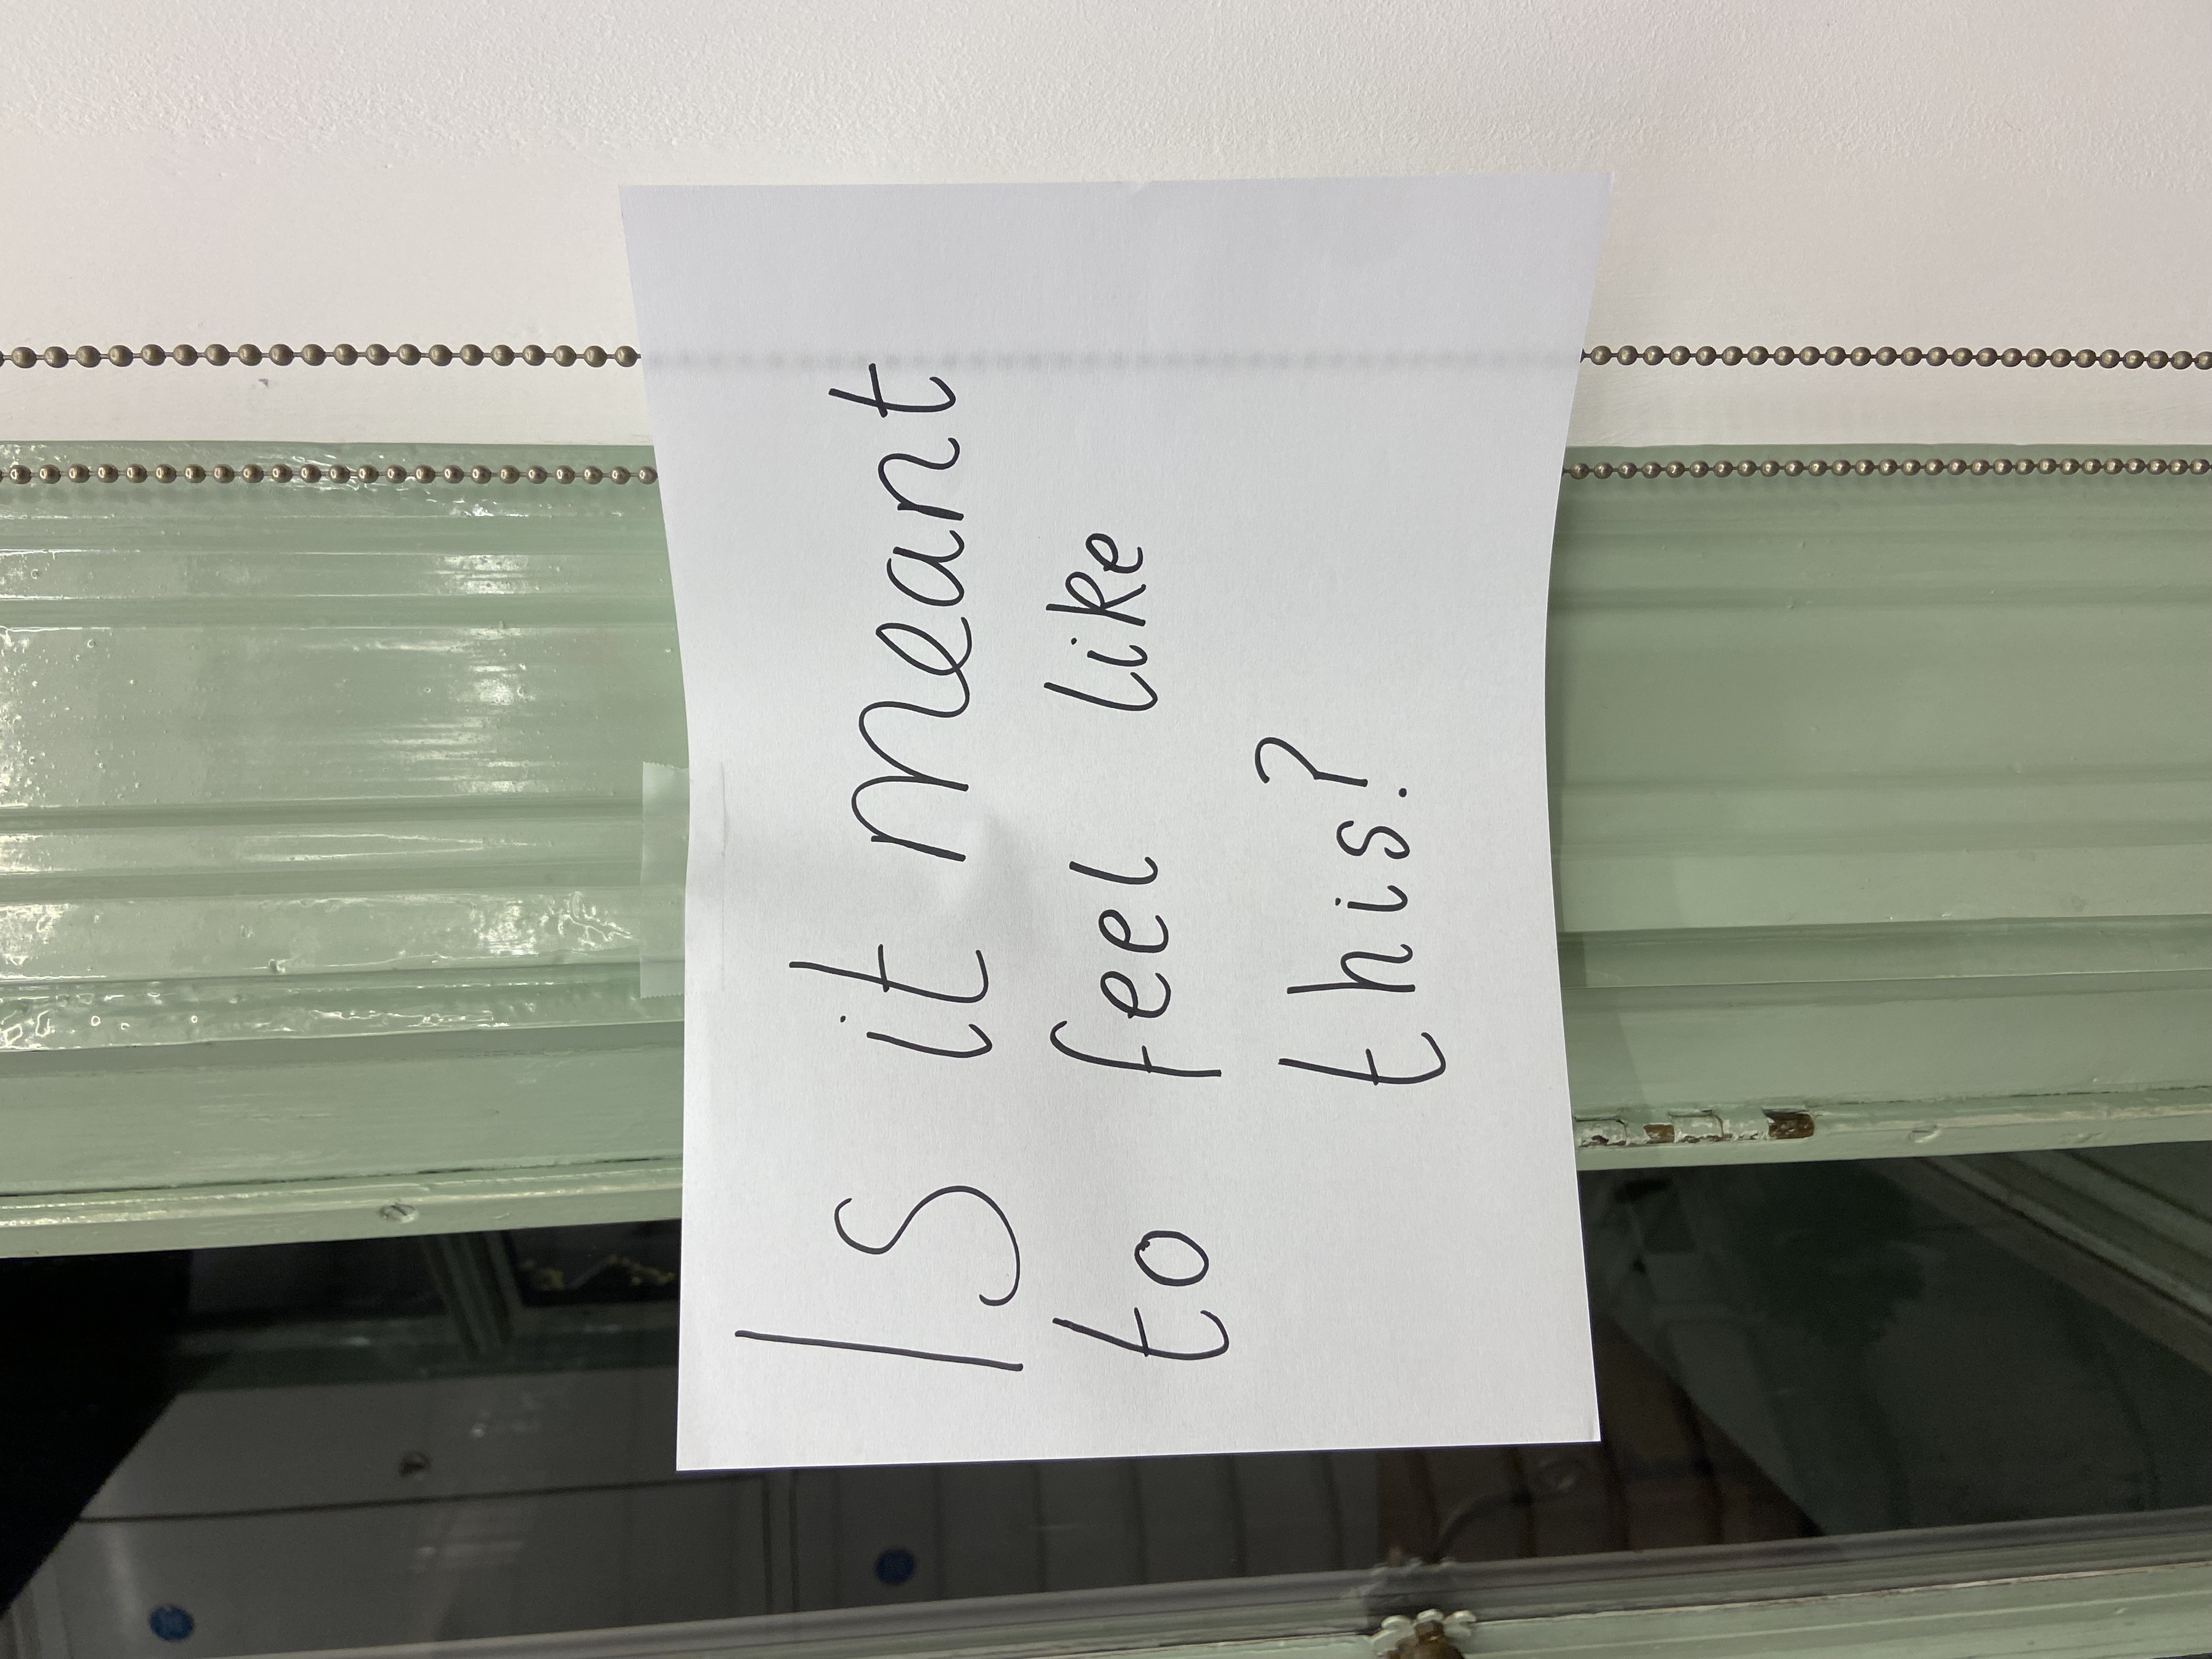 Is it meant
to feel like
this?